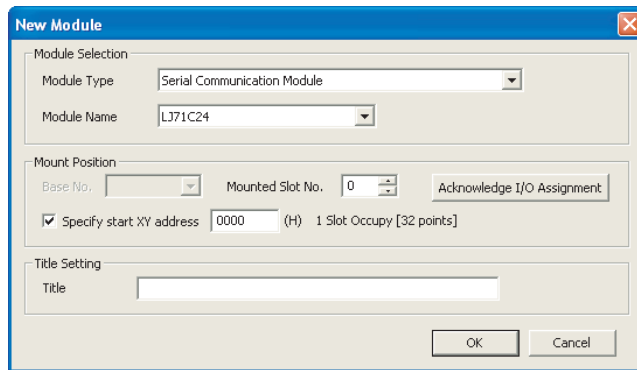 New Module
Module Selection
Module Type Serial Communication Module
Module Name LJ71C24
Mount Position
Base No. Mounted Slot No. 0 Acknowledge I/O Assignment
Specify start XY address 0000 (H) 1 Slot Occupy [32 points]
Title Setting
Title
OK Cancel